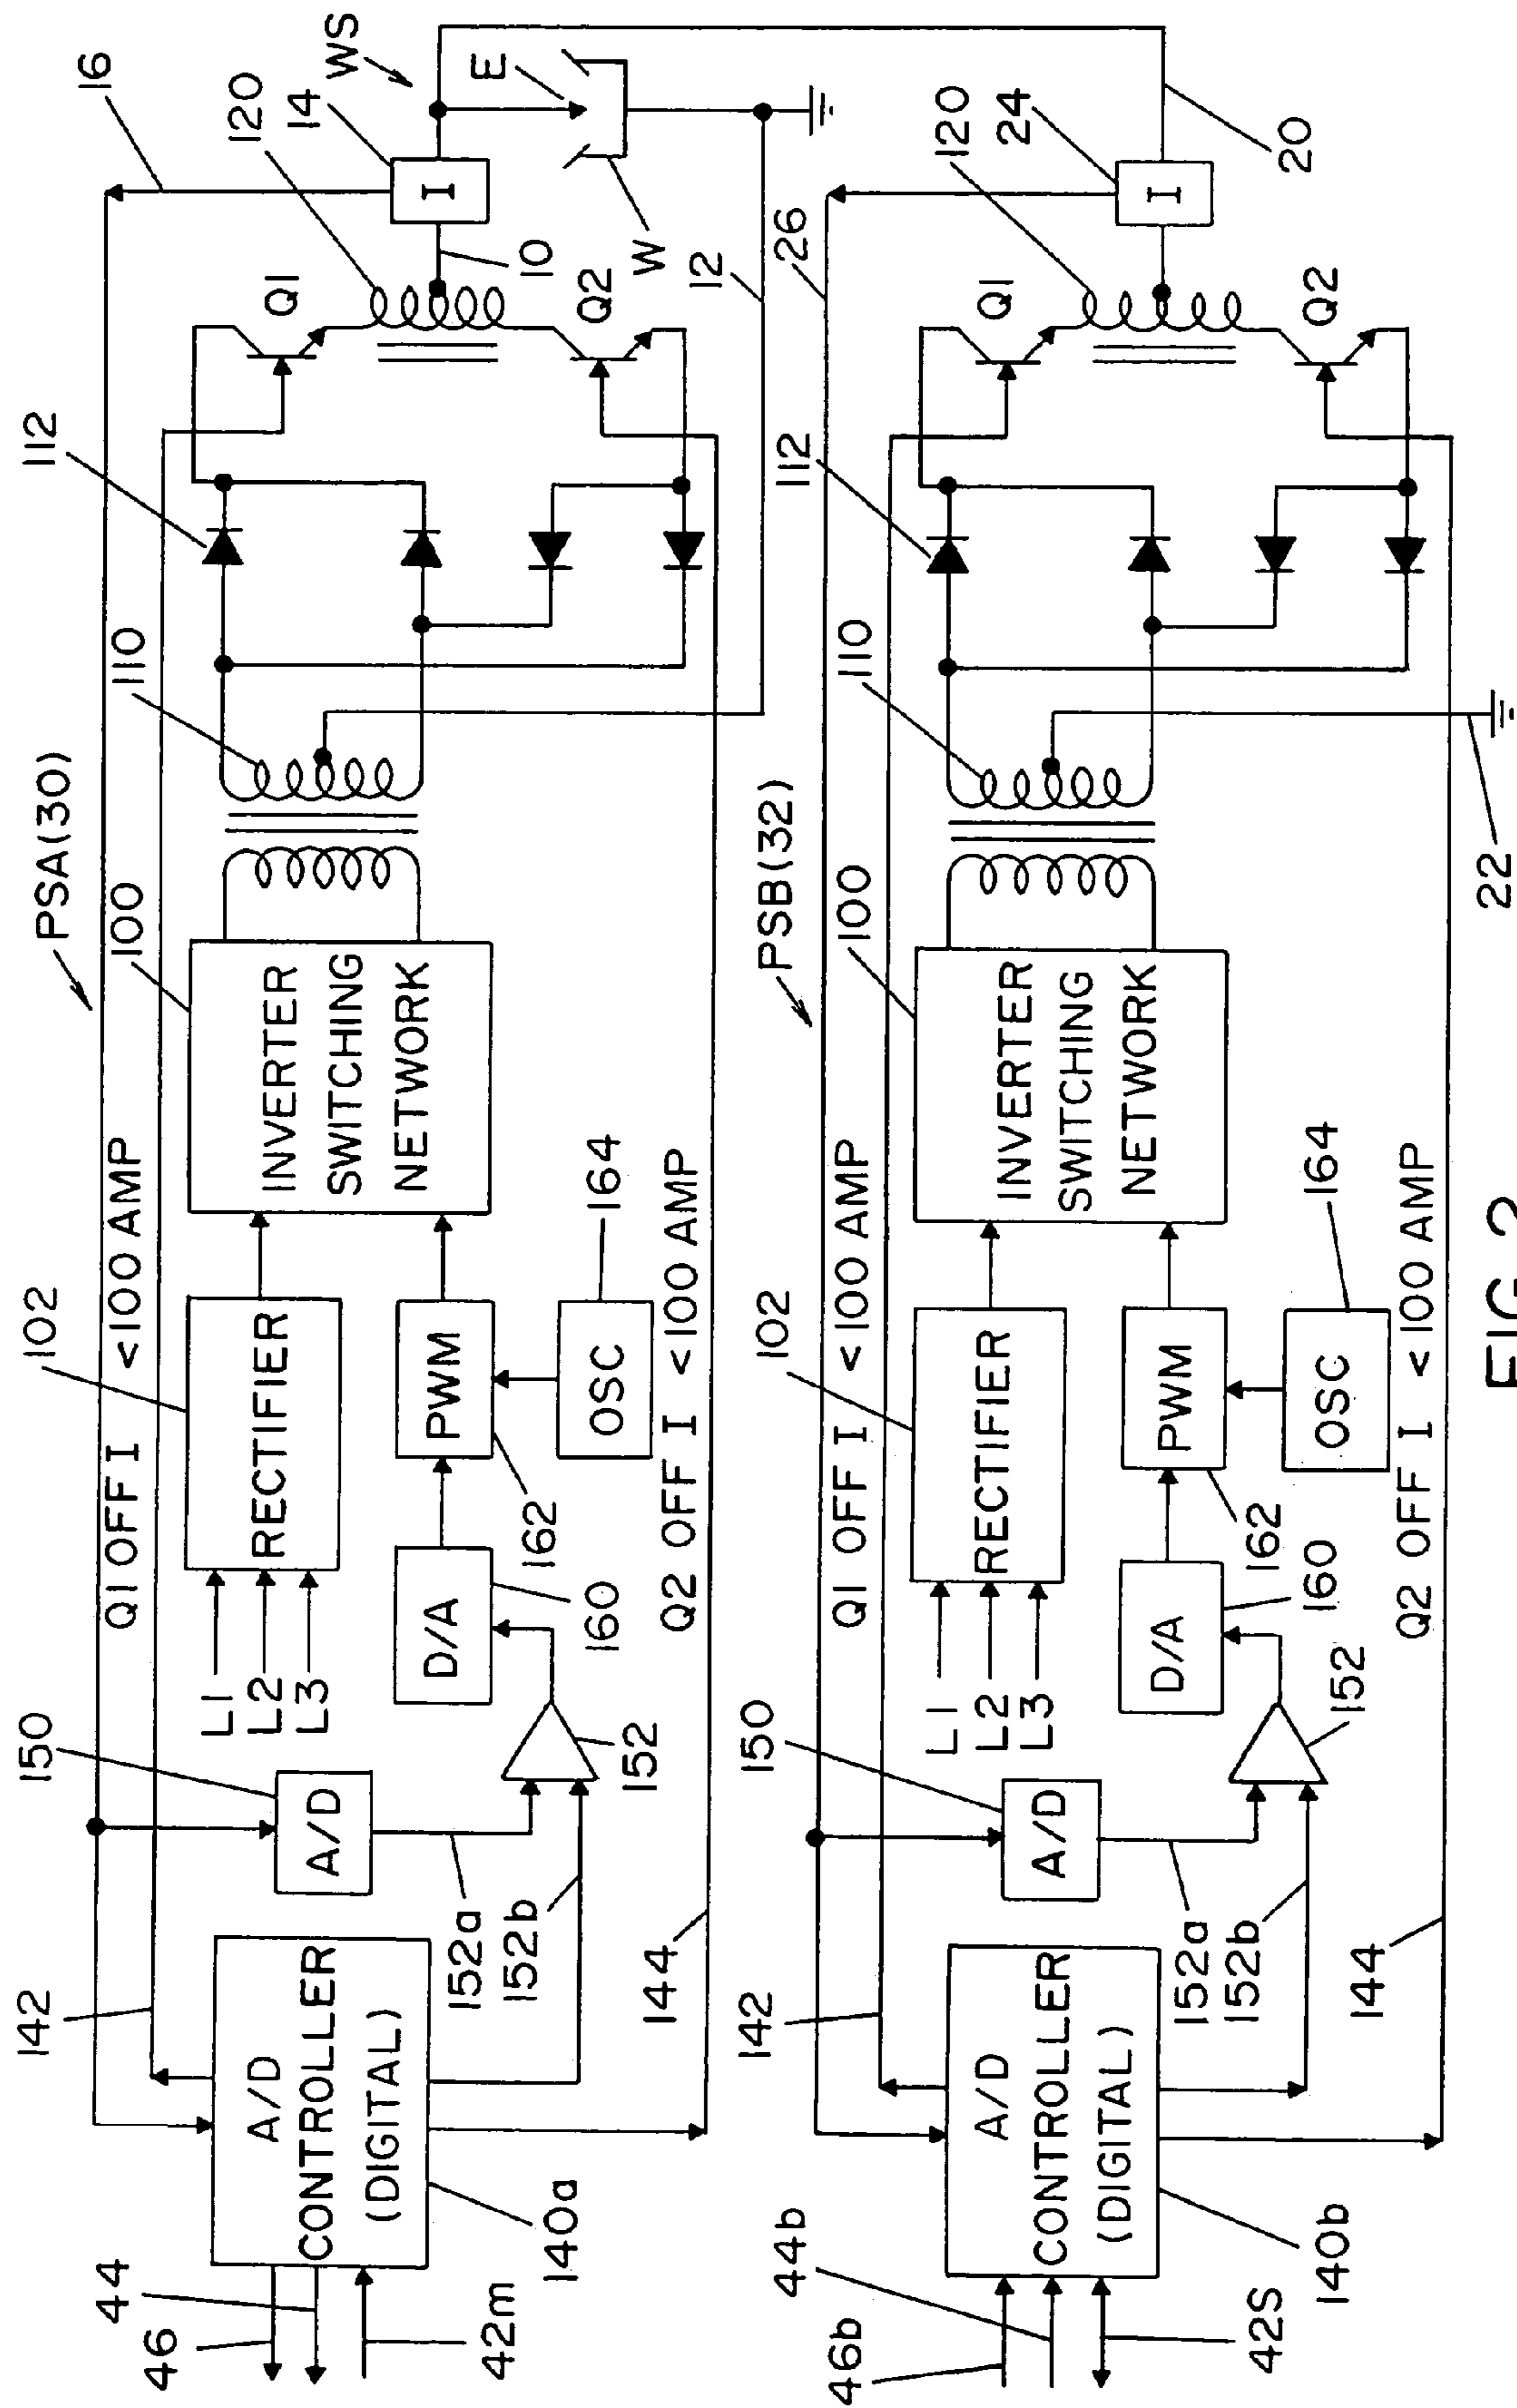 PSA(30)
16
112
110
100
102
150
142
Q1 OFF I <100 AMP
Q1
120
14
WS
E
I
10
W
12
Q2
INVERTER
SWITCHING
NETWORK
RECTIFIER
L1
L2
L3
PWM
162
OSC
164
D/A
160
A/D
152
152a
152b
144
Q2 OFF I <100 AMP
A/D
CONTROLLER
(DIGITAL)
140a
44
46
42m
PSB(32)
26
112
110
100
102
150
142
Q1 OFF I <100 AMP
Q1
120
24
I
20
Q2
22
INVERTER
SWITCHING
NETWORK
RECTIFIER
L1
L2
L3
PWM
162
OSC
164
D/A
160
A/D
152
152a
152b
144
Q2 OFF I <100 AMP
A/D
CONTROLLER
(DIGITAL)
140b
44b
46b
42S